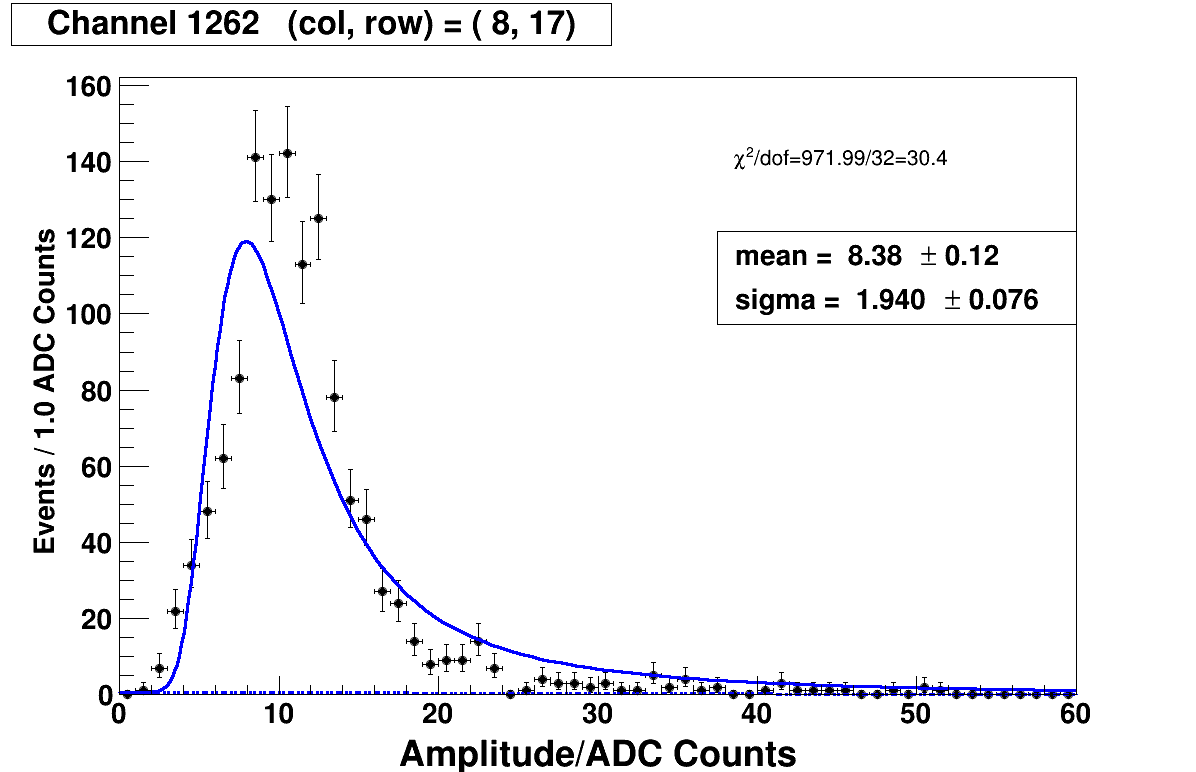 Channel 1262 (col, row) = ( 8, 17)
160
140
120
100
80
60
40
20
0
Events / 1.0 ADC Counts
χ²/dof=971.99/32=30.4
mean = 8.38 ± 0.12
sigma = 1.940 ± 0.076
0 10 20 30 40 50 60
Amplitude/ADC Counts